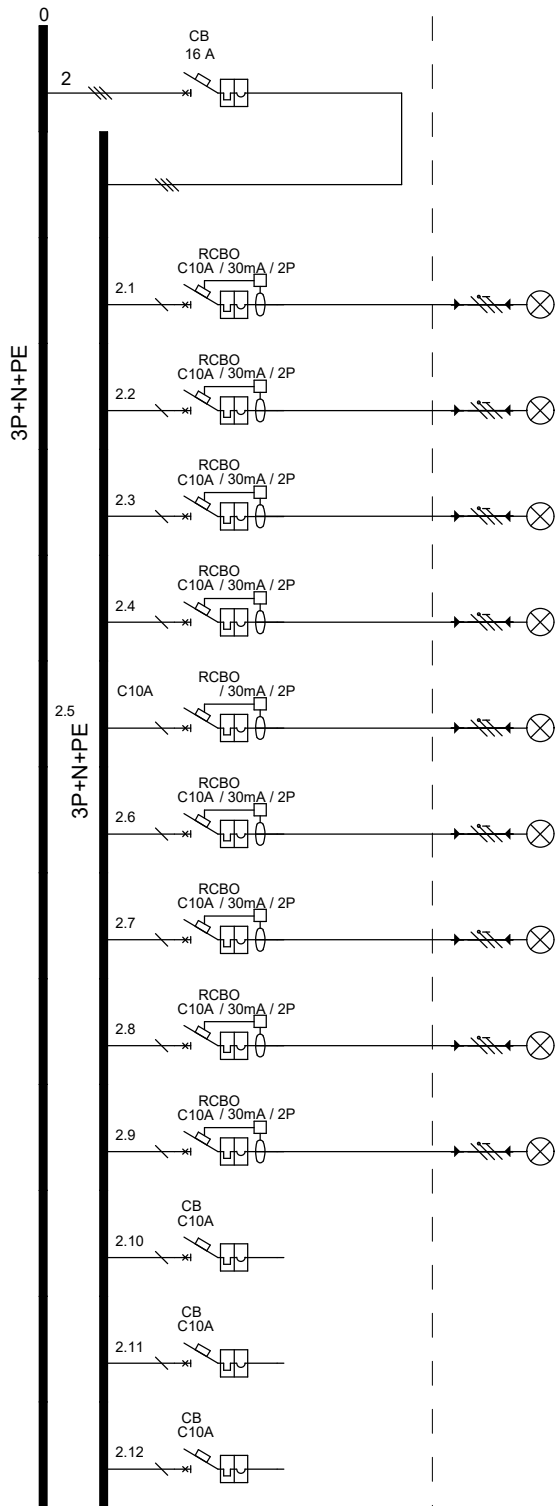 0
CB
16 A
2
RCBO
C10A / 30mA / 2P
2.1
3P+N+PE
RCBO
C10A / 30mA / 2P
2.2
RCBO
C10A / 30mA / 2P
2.3
RCBO
C10A / 30mA / 2P
2.4
RCBO
C10A / 30mA / 2P
2.5
3P+N+PE
RCBO
C10A / 30mA / 2P
2.6
RCBO
C10A / 30mA / 2P
2.7
RCBO
C10A / 30mA / 2P
2.8
RCBO
C10A / 30mA / 2P
2.9
CB
C10A
2.10
CB
C10A
2.11
CB
C10A
2.12